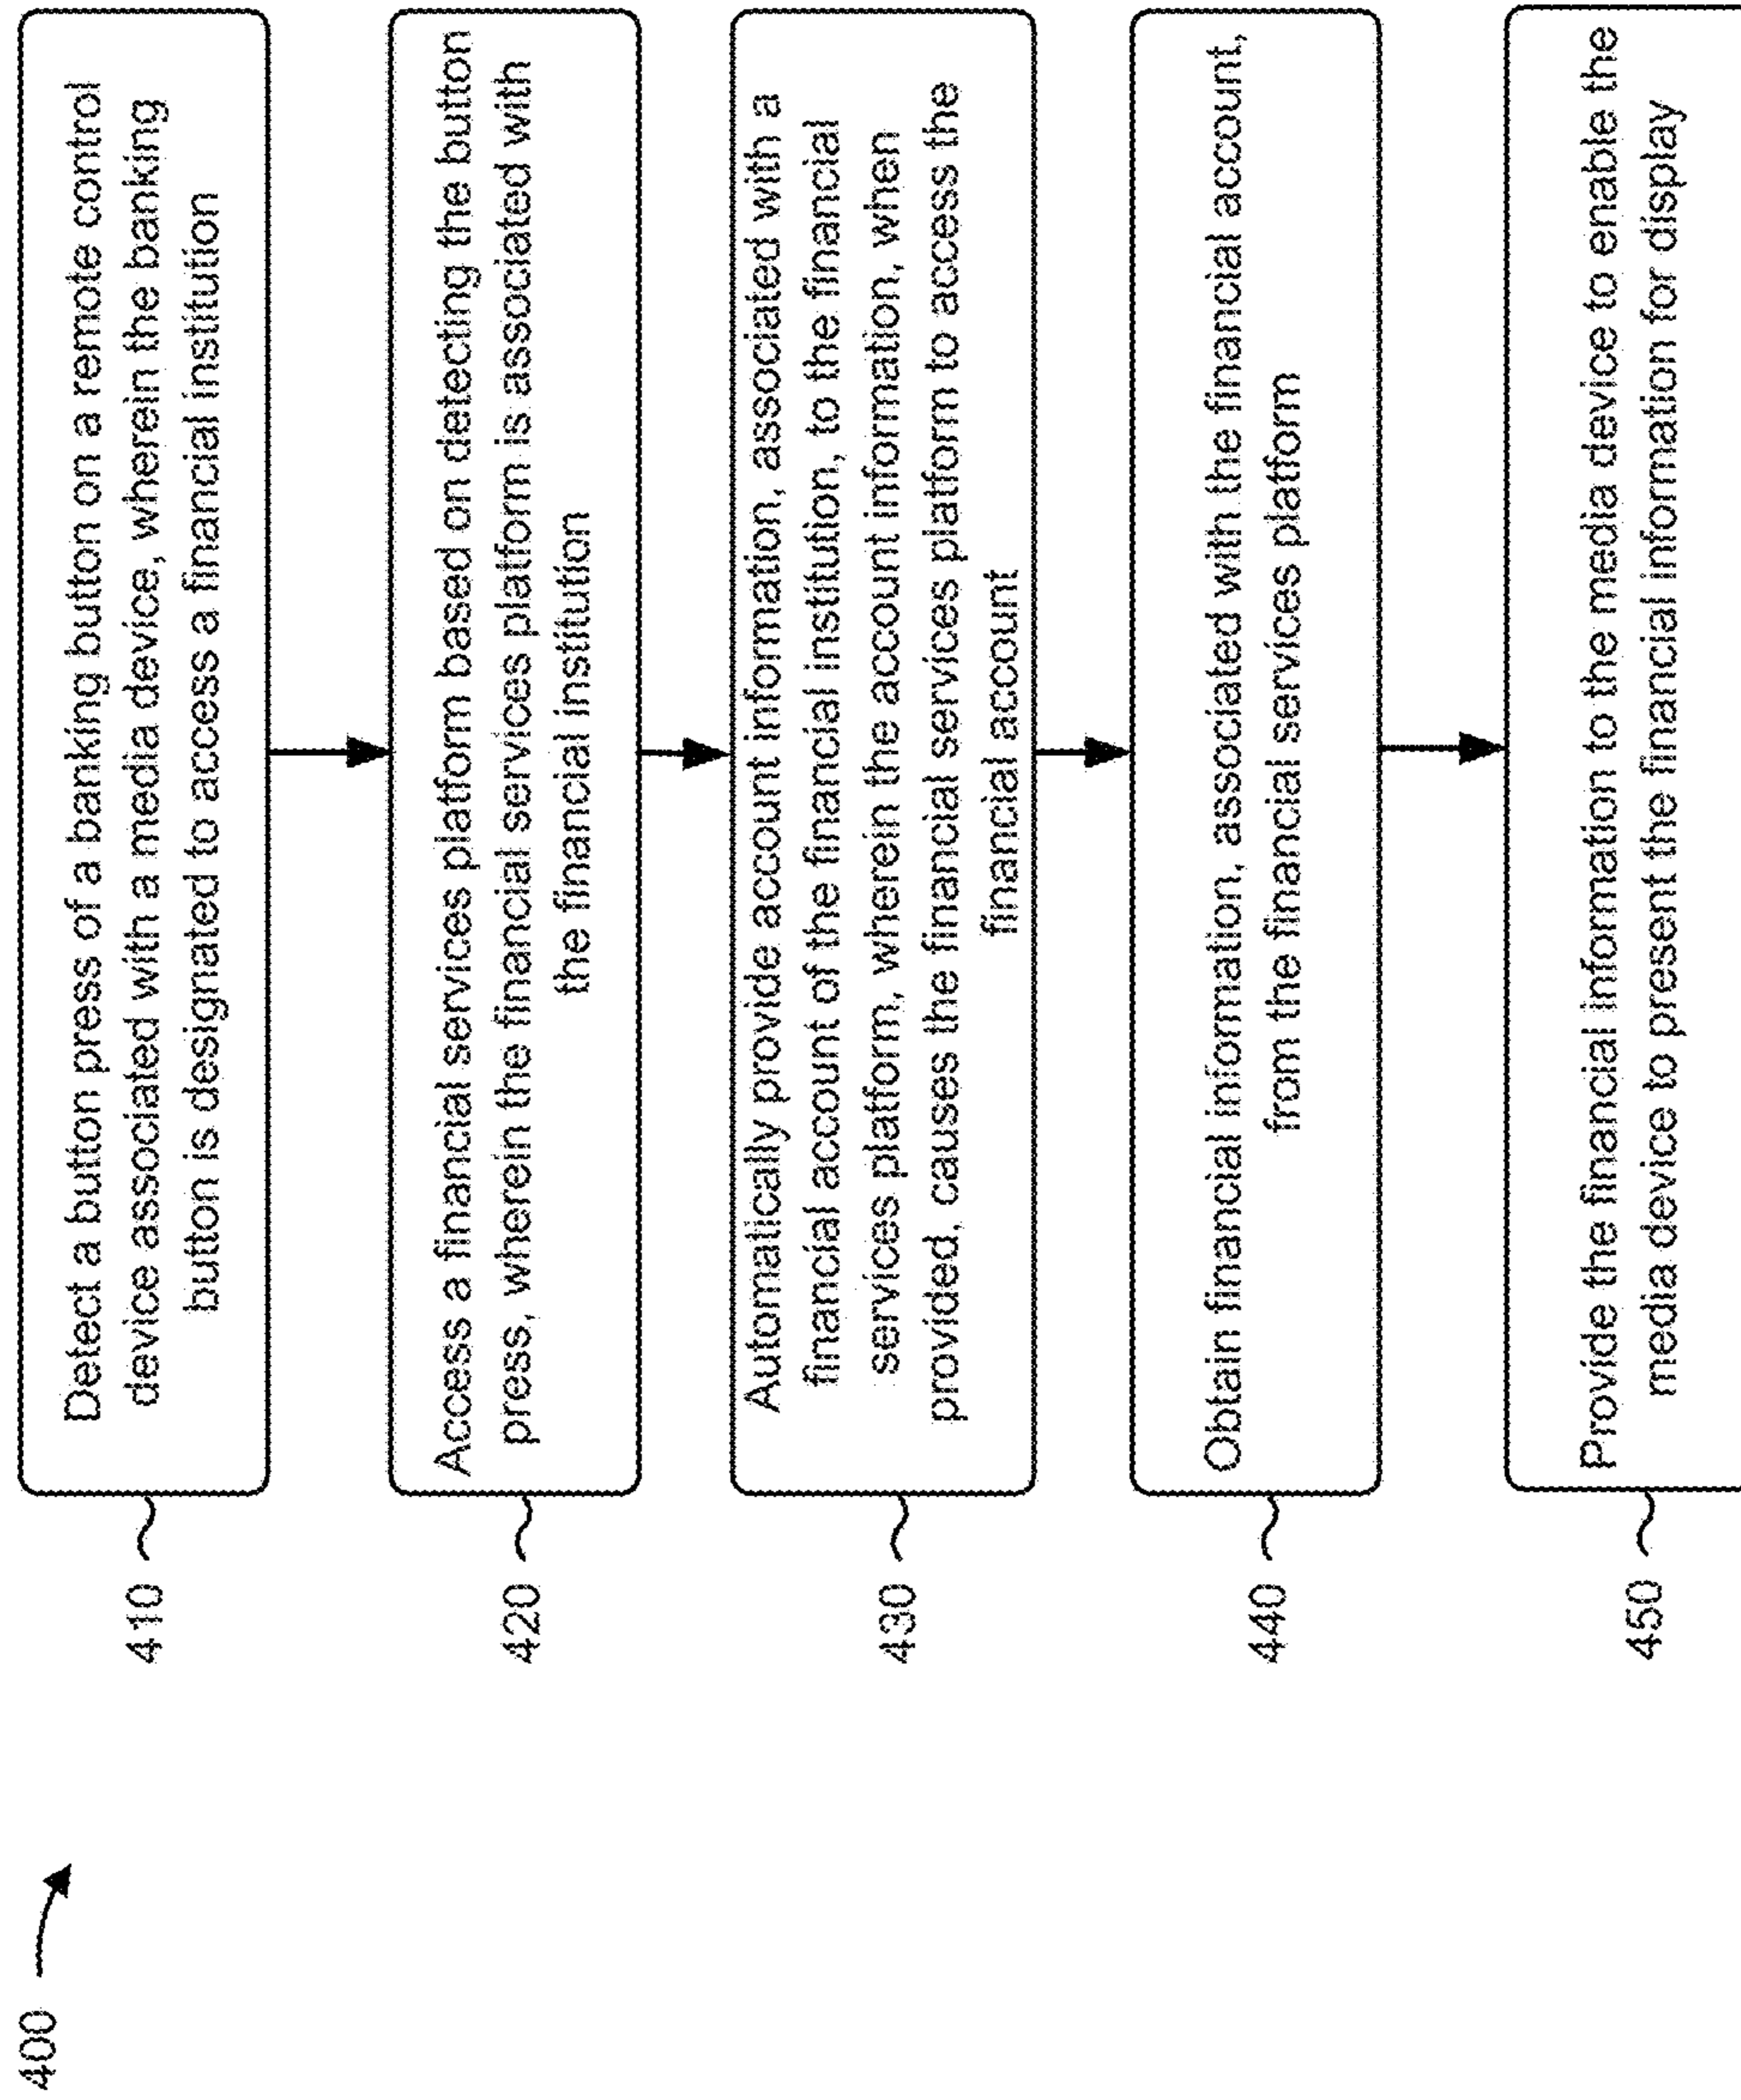 400
410
Detect a button press of a banking button on a remote control
device associated with a media device, wherein the banking
button is designated to access a financial institution
420
Access a financial services platform based on detecting the button
press, wherein the financial services platform is associated with
the financial institution
430
Automatically provide account information, associated with a
financial account of the financial institution, to the financial
services platform, wherein the account information, when
provided, causes the financial services platform to access the
financial account
440
Obtain financial information, associated with the financial account,
from the financial services platform
450
Provide the financial information to the media device to enable the
media device to present the financial information for display